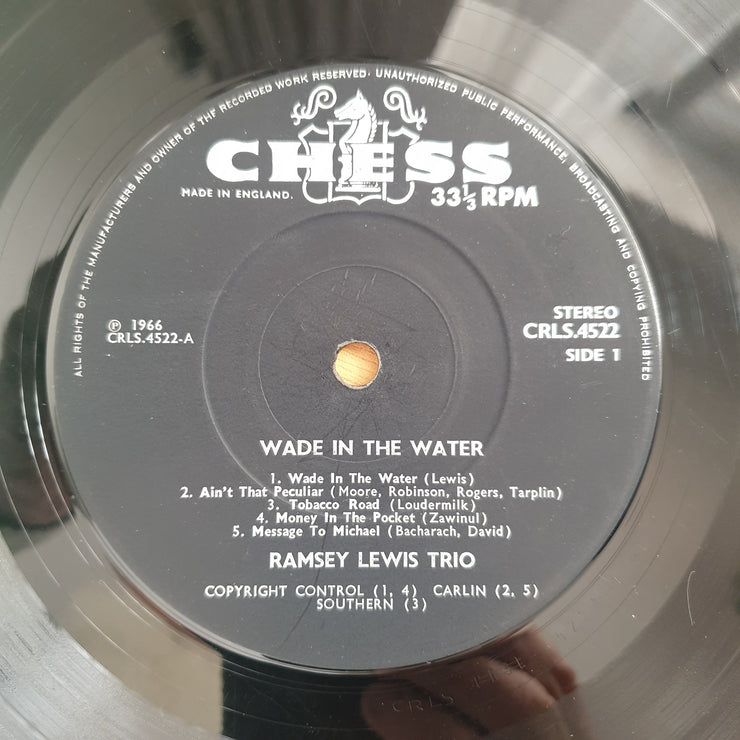 ALL RIGHTS OF THE MANUFACTURERS AND OWNER OF THE RECORDED WORK RESERVED· UNAUTHORIZED PUBLIC PERFORMANCE, BROADCASTING AND COPYING PROHIBITED
CHESS
MADE IN ENGLAND.
33⅓ RPM
℗ 1966
CRLS.4522-A
STEREO
CRLS.4522
SIDE 1
WADE IN THE WATER
1. Wade In The Water (Lewis)
2. Ain't That Peculiar (Moore, Robinson, Rogers, Tarplin)
3. Tobacco Road (Loudermilk)
4. Money In The Pocket (Zawinul)
5. Message To Michael (Bacharach, David)
RAMSEY LEWIS TRIO
COPYRIGHT CONTROL (1, 4) CARLIN (2, 5)
SOUTHERN (3)
CRLS